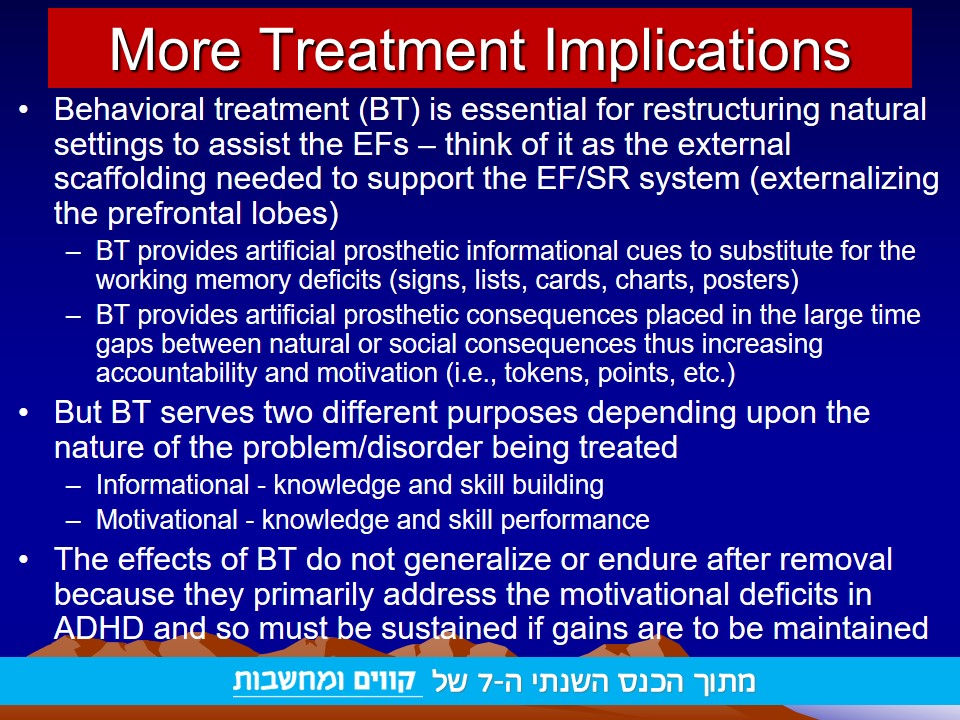 More Treatment Implications
• Behavioral treatment (BT) is essential for restructuring natural
settings to assist the EFs – think of it as the external
scaffolding needed to support the EF/SR system (externalizing
the prefrontal lobes)
– BT provides artificial prosthetic informational cues to substitute for the
working memory deficits (signs, lists, cards, charts, posters)
– BT provides artificial prosthetic consequences placed in the large time
gaps between natural or social consequences thus increasing
accountability and motivation (i.e., tokens, points, etc.)
• But BT serves two different purposes depending upon the
nature of the problem/disorder being treated
– Informational - knowledge and skill building
– Motivational - knowledge and skill performance
• The effects of BT do not generalize or endure after removal
because they primarily address the motivational deficits in
ADHD and so must be sustained if gains are to be maintained
מתוך הכנס השנתי ה-7 של קווים ומחשבות